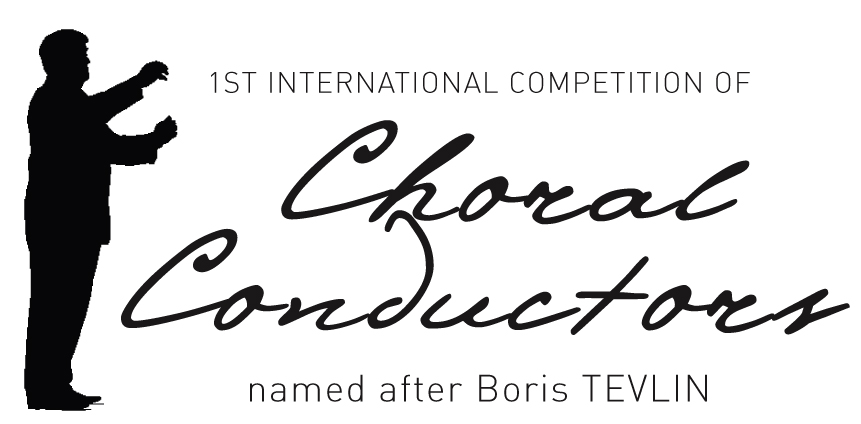 1ST INTERNATIONAL COMPETITION OF
Choral
Conductors
named after Boris TEVLIN